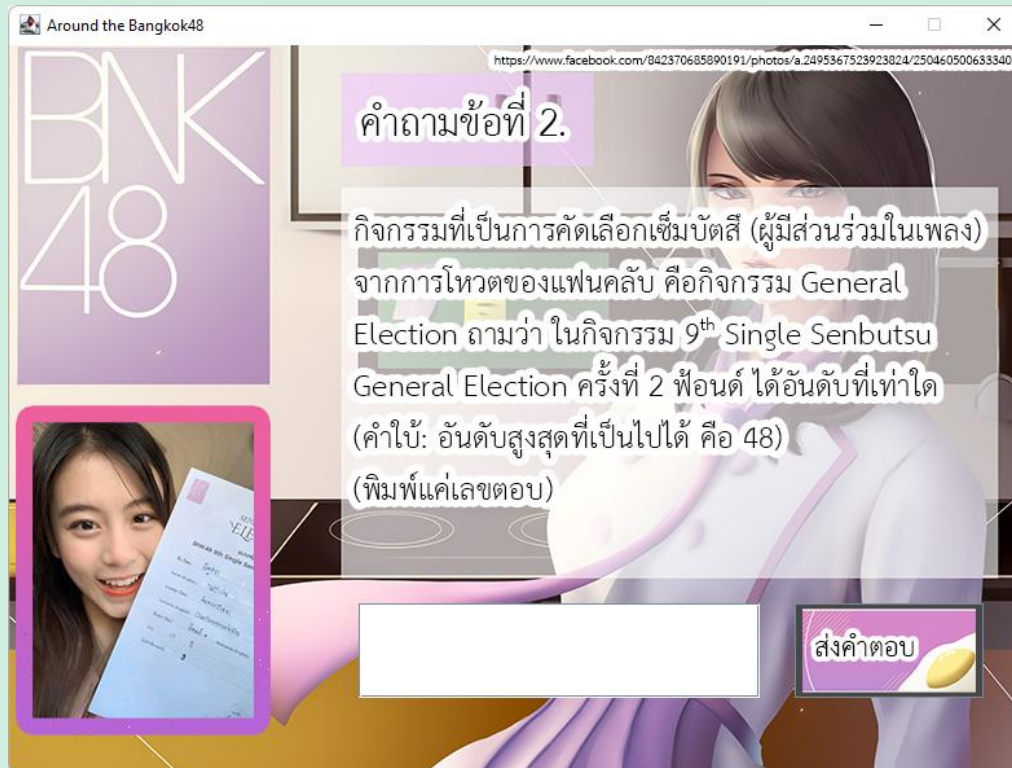 Around the Bangkok48
https://www.facebook.com/842370685890191/photos/a.2495367523923824/250460500633340
BNK
48
คำถามข้อที่ 2.
กิจกรรมที่เป็นการคัดเลือกเซ็มบัตสึ (ผู้มีส่วนร่วมในเพลง)
จากการโหวตของแฟนคลับ คือกิจกรรม General
Election ถามว่า ในกิจกรรม 9th Single Senbutsu
General Election ครั้งที่ 2 ฟ้อนด์ ได้อันดับที่เท่าใด
(คำใบ้: อันดับสูงสุดที่เป็นไปได้ คือ 48)
(พิมพ์แค่เลขตอบ)
ส่งคำตอบ